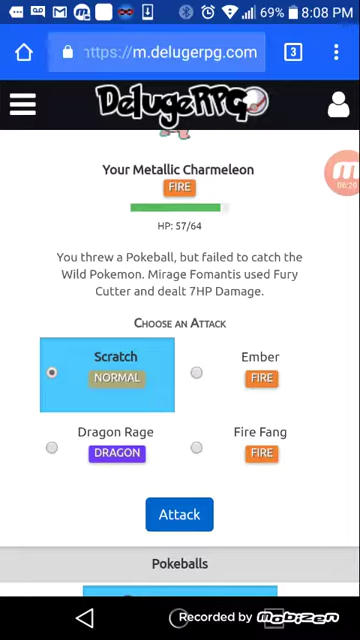 69% 8:08 PM
https://m.delugerpg.com
3
DelugeRPG
06:20
Your Metallic Charmeleon
FIRE
HP: 57/64
You threw a Pokeball, but failed to catch the
Wild Pokemon. Mirage Fomantis used Fury
Cutter and dealt 7HP Damage.
Choose an Attack
Scratch
NORMAL
Ember
FIRE
Dragon Rage
DRAGON
Fire Fang
FIRE
Attack
Pokeballs
Recorded by Mobizen